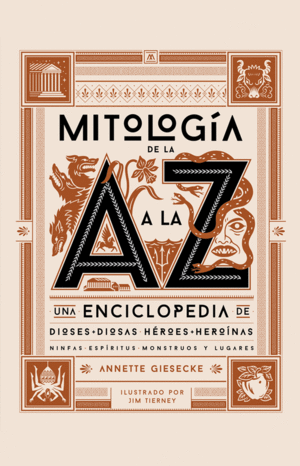 MITOLOGÍA
DE LA
A
A LA
Z
UNA ENCICLOPEDIA DE
DIOSES + DIOSAS · HÉROES + HEROÍNAS
NINFAS · ESPÍRITUS · MONSTRUOS Y LUGARES
ANNETTE GIESECKE
ILUSTRADO POR
JIM TIERNEY